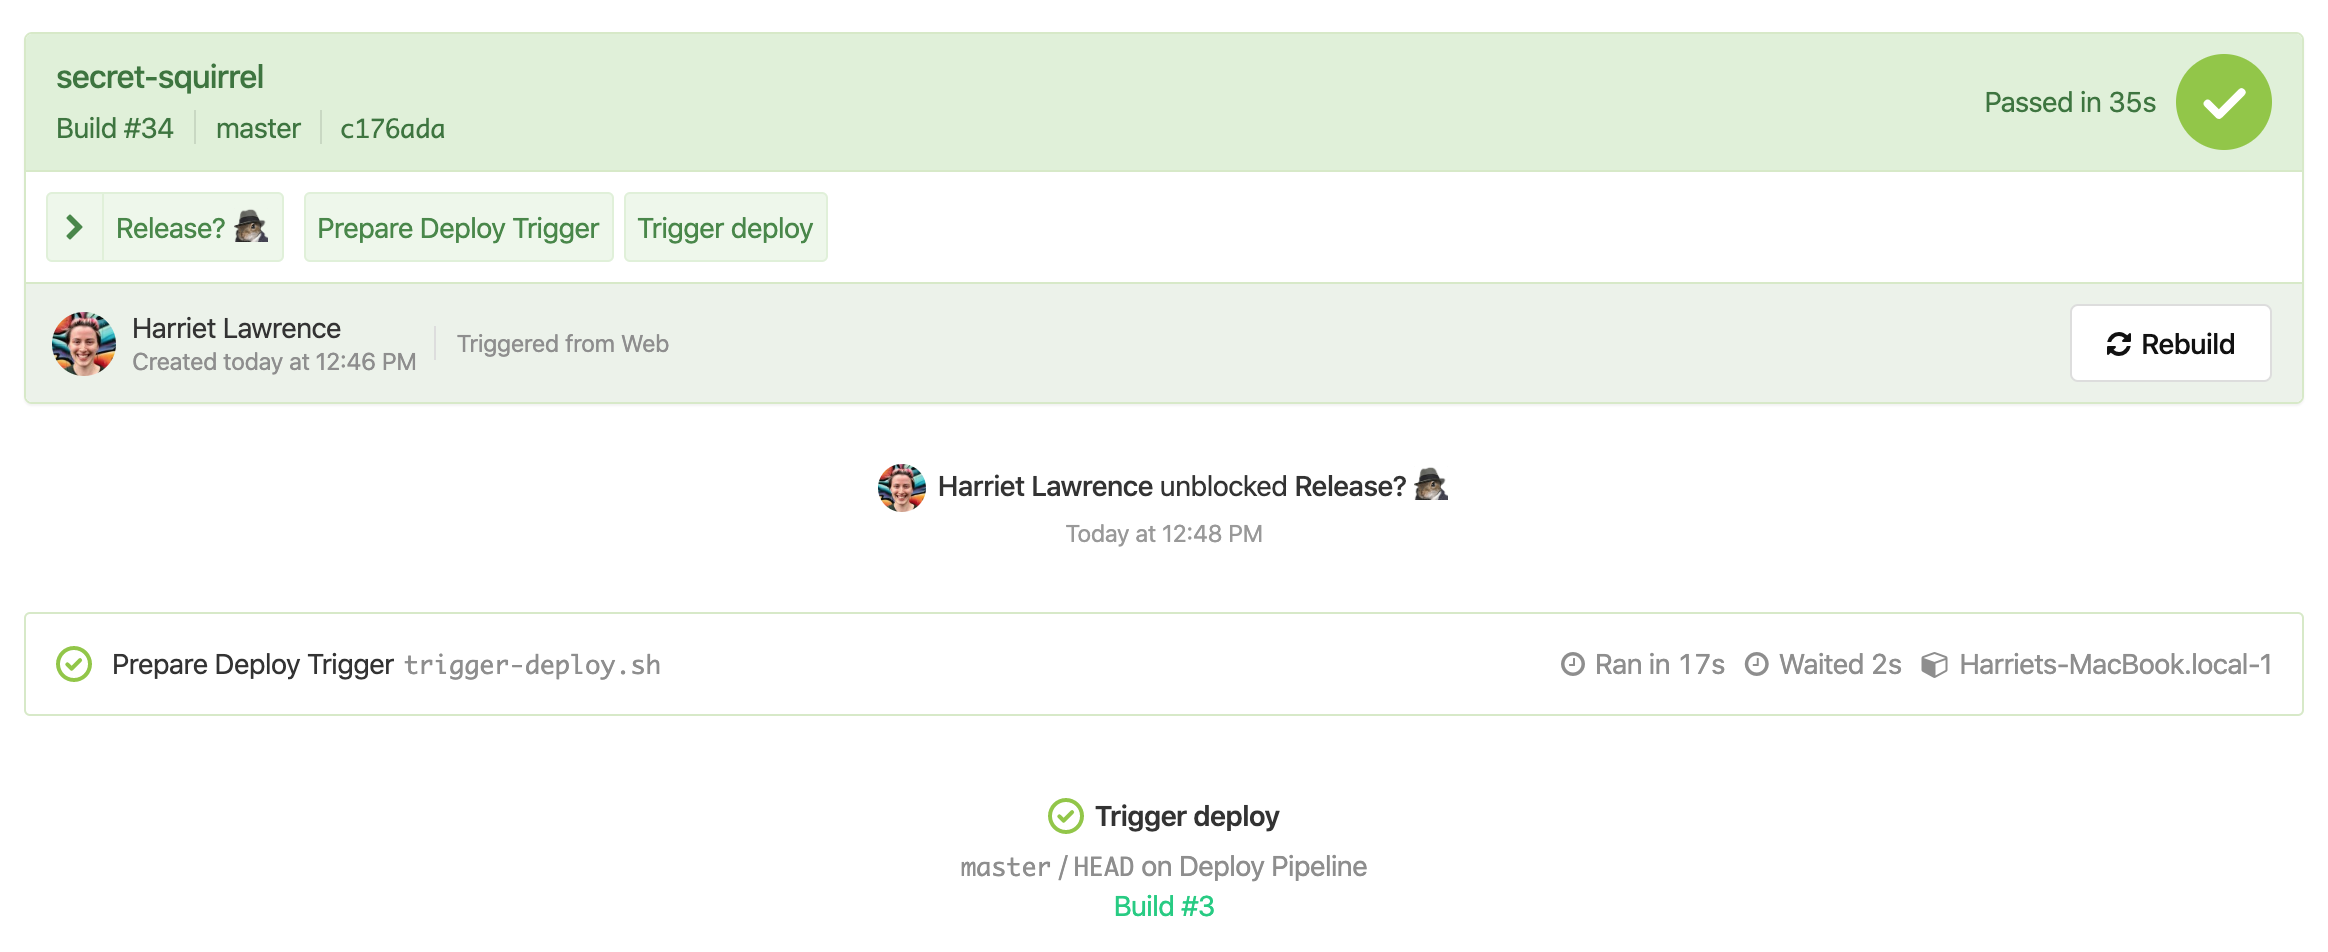 secret-squirrel
Build #34 master c176ada
Passed in 35s
Release? Prepare Deploy Trigger Trigger deploy
Harriet Lawrence
Created today at 12:46 PM
Triggered from Web
Rebuild
Harriet Lawrence unblocked Release?
Today at 12:48 PM
Prepare Deploy Trigger trigger-deploy.sh Ran in 17s Waited 2s Harriets-MacBook.local-1
Trigger deploy
master / HEAD on Deploy Pipeline
Build #3